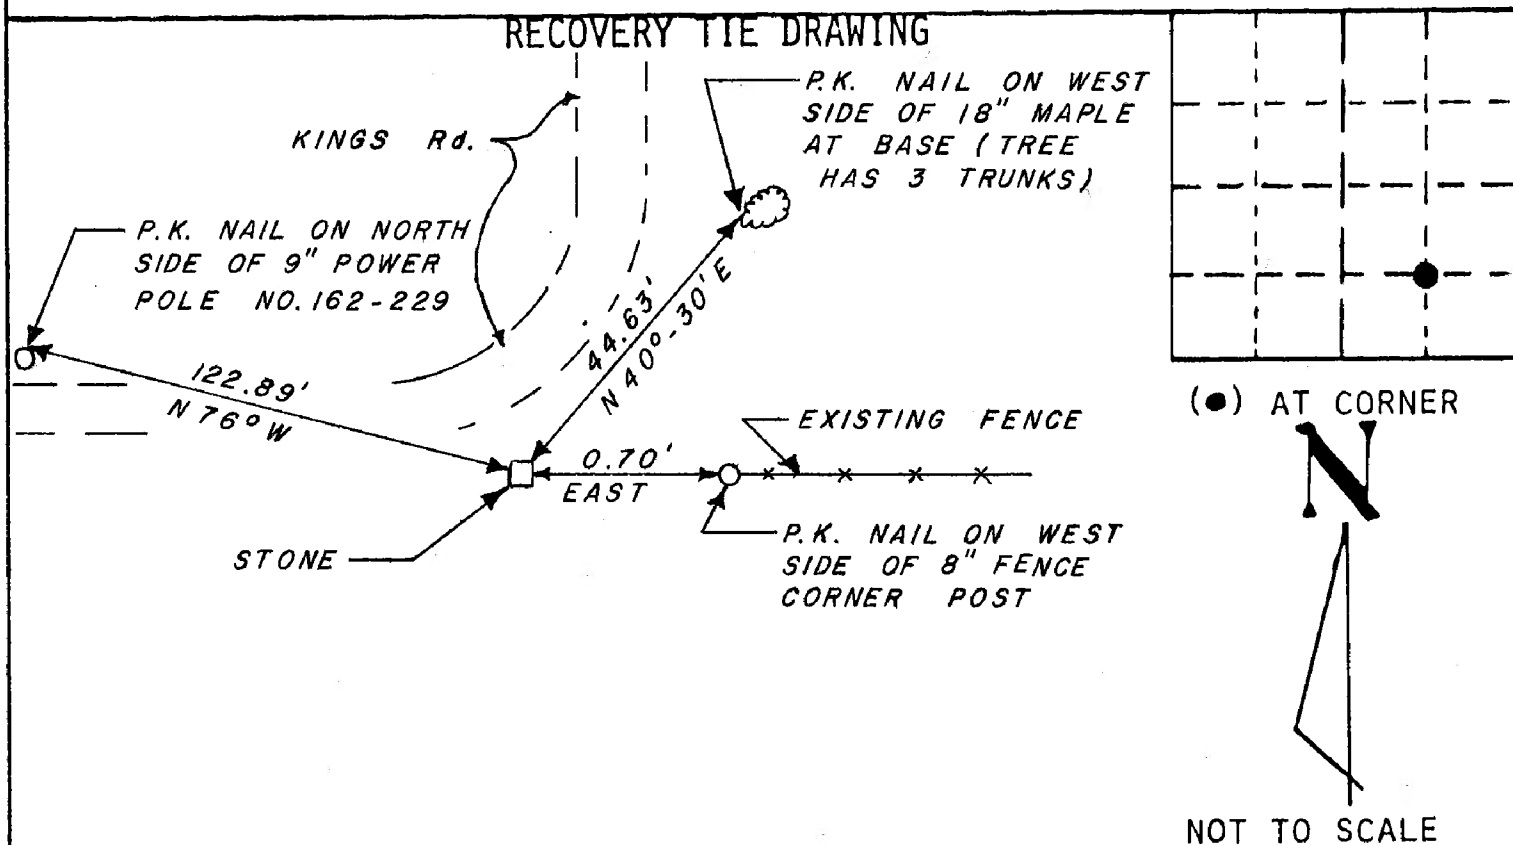 RECOVERY TIE DRAWING
KINGS Rd.
P.K. NAIL ON WEST
SIDE OF 18" MAPLE
AT BASE (TREE
HAS 3 TRUNKS)
P.K. NAIL ON NORTH
SIDE OF 9" POWER
POLE NO. 162-229
122.89'
N 76° W
44.63'
N 40°-30' E
0.70'
EAST
EXISTING FENCE
STONE
P.K. NAIL ON WEST
SIDE OF 8" FENCE
CORNER POST
(●) AT CORNER
N
NOT TO SCALE